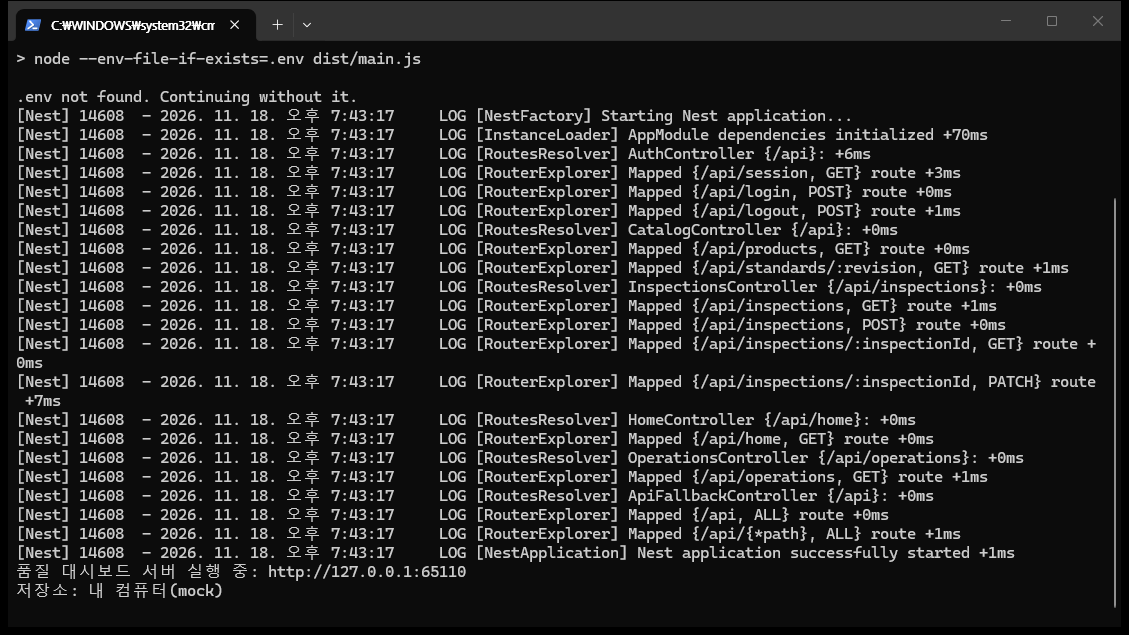 C:₩WINDOWS₩system32₩cm
> node --env-file-if-exists=.env dist/main.js
.env not found. Continuing without it.
[Nest] 14608  - 2026. 11. 18. 오후 7:43:17     LOG [NestFactory] Starting Nest application...
[Nest] 14608  - 2026. 11. 18. 오후 7:43:17     LOG [InstanceLoader] AppModule dependencies initialized +70ms
[Nest] 14608  - 2026. 11. 18. 오후 7:43:17     LOG [RoutesResolver] AuthController {/api}: +6ms
[Nest] 14608  - 2026. 11. 18. 오후 7:43:17     LOG [RouterExplorer] Mapped {/api/session, GET} route +3ms
[Nest] 14608  - 2026. 11. 18. 오후 7:43:17     LOG [RouterExplorer] Mapped {/api/login, POST} route +0ms
[Nest] 14608  - 2026. 11. 18. 오후 7:43:17     LOG [RouterExplorer] Mapped {/api/logout, POST} route +1ms
[Nest] 14608  - 2026. 11. 18. 오후 7:43:17     LOG [RoutesResolver] CatalogController {/api}: +0ms
[Nest] 14608  - 2026. 11. 18. 오후 7:43:17     LOG [RouterExplorer] Mapped {/api/products, GET} route +0ms
[Nest] 14608  - 2026. 11. 18. 오후 7:43:17     LOG [RouterExplorer] Mapped {/api/standards/:revision, GET} route +1ms
[Nest] 14608  - 2026. 11. 18. 오후 7:43:17     LOG [RoutesResolver] InspectionsController {/api/inspections}: +0ms
[Nest] 14608  - 2026. 11. 18. 오후 7:43:17     LOG [RouterExplorer] Mapped {/api/inspections, GET} route +1ms
[Nest] 14608  - 2026. 11. 18. 오후 7:43:17     LOG [RouterExplorer] Mapped {/api/inspections, POST} route +0ms
[Nest] 14608  - 2026. 11. 18. 오후 7:43:17     LOG [RouterExplorer] Mapped {/api/inspections/:inspectionId, GET} route +
0ms
[Nest] 14608  - 2026. 11. 18. 오후 7:43:17     LOG [RouterExplorer] Mapped {/api/inspections/:inspectionId, PATCH} route
 +7ms
[Nest] 14608  - 2026. 11. 18. 오후 7:43:17     LOG [RoutesResolver] HomeController {/api/home}: +0ms
[Nest] 14608  - 2026. 11. 18. 오후 7:43:17     LOG [RouterExplorer] Mapped {/api/home, GET} route +0ms
[Nest] 14608  - 2026. 11. 18. 오후 7:43:17     LOG [RoutesResolver] OperationsController {/api/operations}: +0ms
[Nest] 14608  - 2026. 11. 18. 오후 7:43:17     LOG [RouterExplorer] Mapped {/api/operations, GET} route +1ms
[Nest] 14608  - 2026. 11. 18. 오후 7:43:17     LOG [RoutesResolver] ApiFallbackController {/api}: +0ms
[Nest] 14608  - 2026. 11. 18. 오후 7:43:17     LOG [RouterExplorer] Mapped {/api, ALL} route +0ms
[Nest] 14608  - 2026. 11. 18. 오후 7:43:17     LOG [RouterExplorer] Mapped {/api/{*path}, ALL} route +1ms
[Nest] 14608  - 2026. 11. 18. 오후 7:43:17     LOG [NestApplication] Nest application successfully started +1ms
품질 대시보드 서버 실행 중: http://127.0.0.1:65110
저장소: 내 컴퓨터(mock)